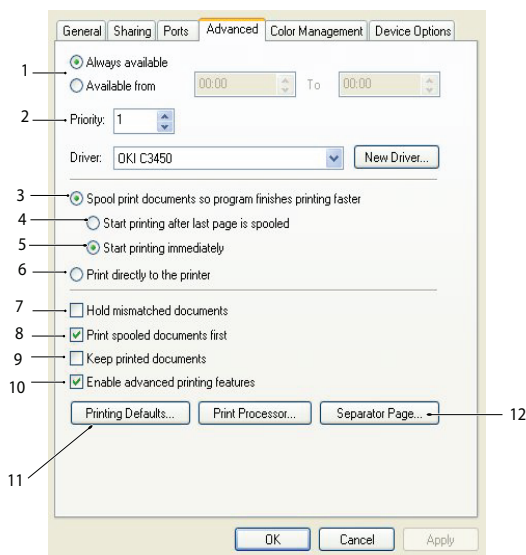 General Sharing Ports Advanced Color Management Device Options
1 Always available
Available from 00:00 To 00:00
2 Priority: 1
Driver: OKI C3450 New Driver...
3 Spool print documents so program finishes printing faster
4 Start printing after last page is spooled
5 Start printing immediately
6 Print directly to the printer
7 Hold mismatched documents
8 Print spooled documents first
9 Keep printed documents
10 Enable advanced printing features
Printing Defaults... Print Processor... Separator Page... 12
11
OK Cancel Apply